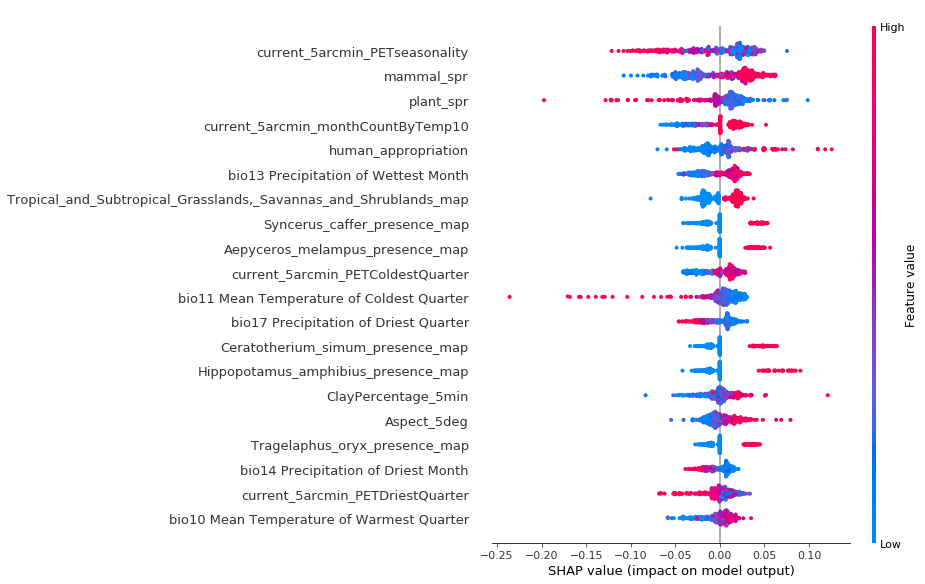 High
current_5arcmin_PETseasonality
mammal_spr
plant_spr
current_5arcmin_monthCountByTemp10
human_appropriation
bio13 Precipitation of Wettest Month
Tropical_and_Subtropical_Grasslands,_Savannas_and_Shrublands_map
Syncerus_caffer_presence_map
Aepyceros_melampus_presence_map
current_5arcmin_PETColdestQuarter
bio11 Mean Temperature of Coldest Quarter
bio17 Precipitation of Driest Quarter
Ceratotherium_simum_presence_map
Hippopotamus_amphibius_presence_map
ClayPercentage_5min
Aspect_5deg
Tragelaphus_oryx_presence_map
bio14 Precipitation of Driest Month
current_5arcmin_PETDriestQuarter
bio10 Mean Temperature of Warmest Quarter
Feature value
Low
−0.25 −0.20 −0.15 −0.10 −0.05 0.00 0.05 0.10
SHAP value (impact on model output)